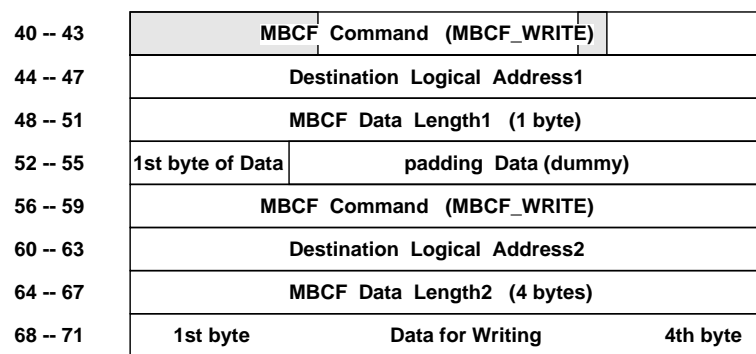 40 -- 43 MBCF Command (MBCF_WRITE)
44 -- 47 Destination Logical Address1
48 -- 51 MBCF Data Length1 (1 byte)
52 -- 55 1st byte of Data padding Data (dummy)
56 -- 59 MBCF Command (MBCF_WRITE)
60 -- 63 Destination Logical Address2
64 -- 67 MBCF Data Length2 (4 bytes)
68 -- 71 1st byte Data for Writing 4th byte